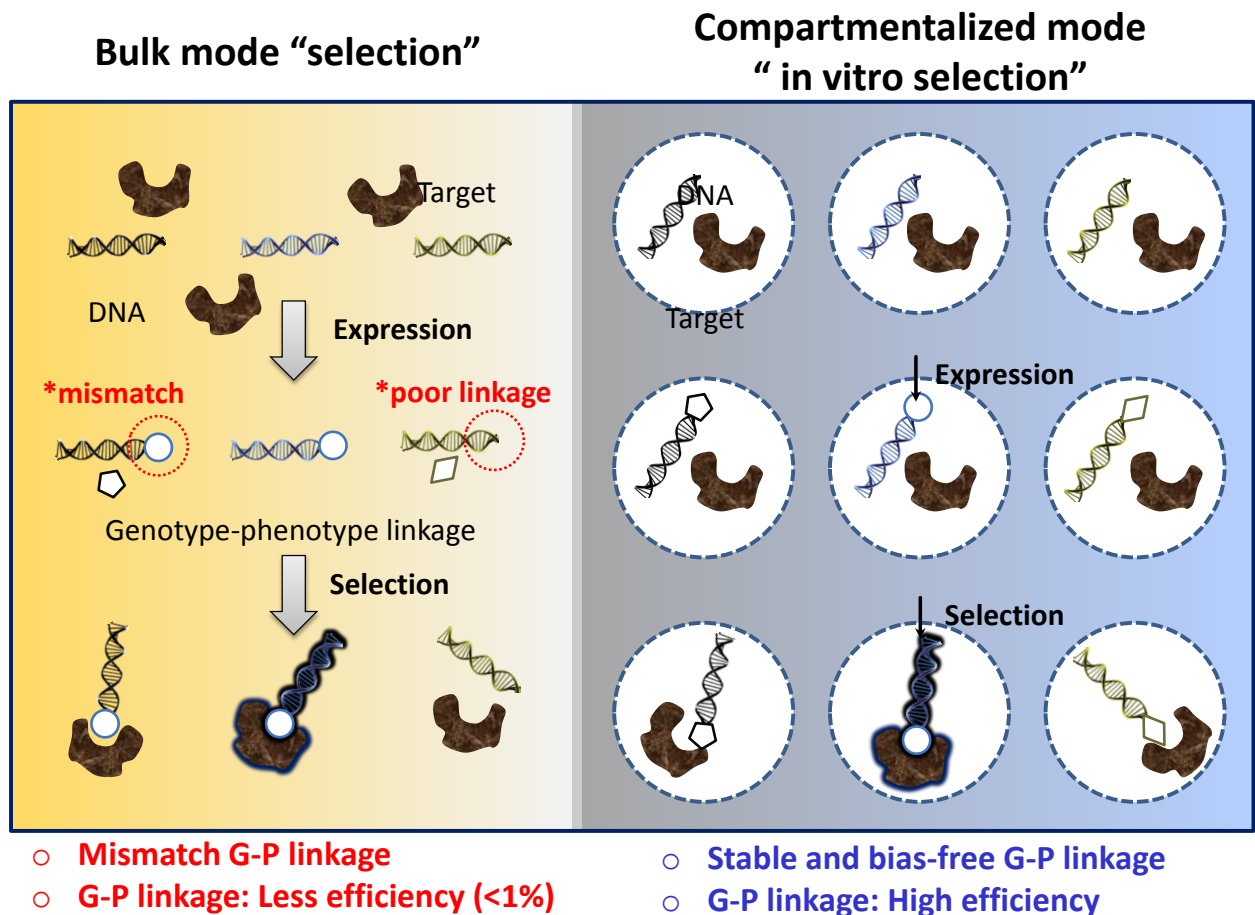 Bulk mode “selection”
Compartmentalized mode
“ in vitro selection”
Target
DNA
Expression
*mismatch
*poor linkage
Genotype-phenotype linkage
Selection
DNA
Target
Expression
Selection
○ Mismatch G-P linkage
○ G-P linkage: Less efficiency (<1%)
○ Stable and bias-free G-P linkage
○ G-P linkage: High efficiency